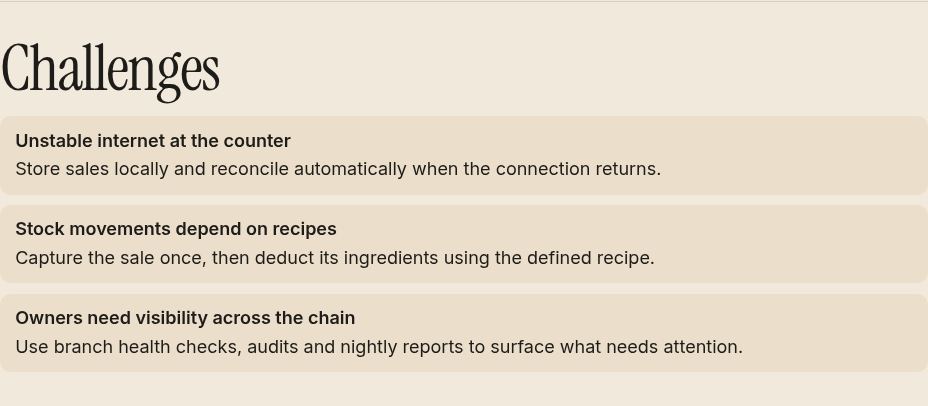 Challenges
Unstable internet at the counter
Store sales locally and reconcile automatically when the connection returns.
Stock movements depend on recipes
Capture the sale once, then deduct its ingredients using the defined recipe.
Owners need visibility across the chain
Use branch health checks, audits and nightly reports to surface what needs attention.